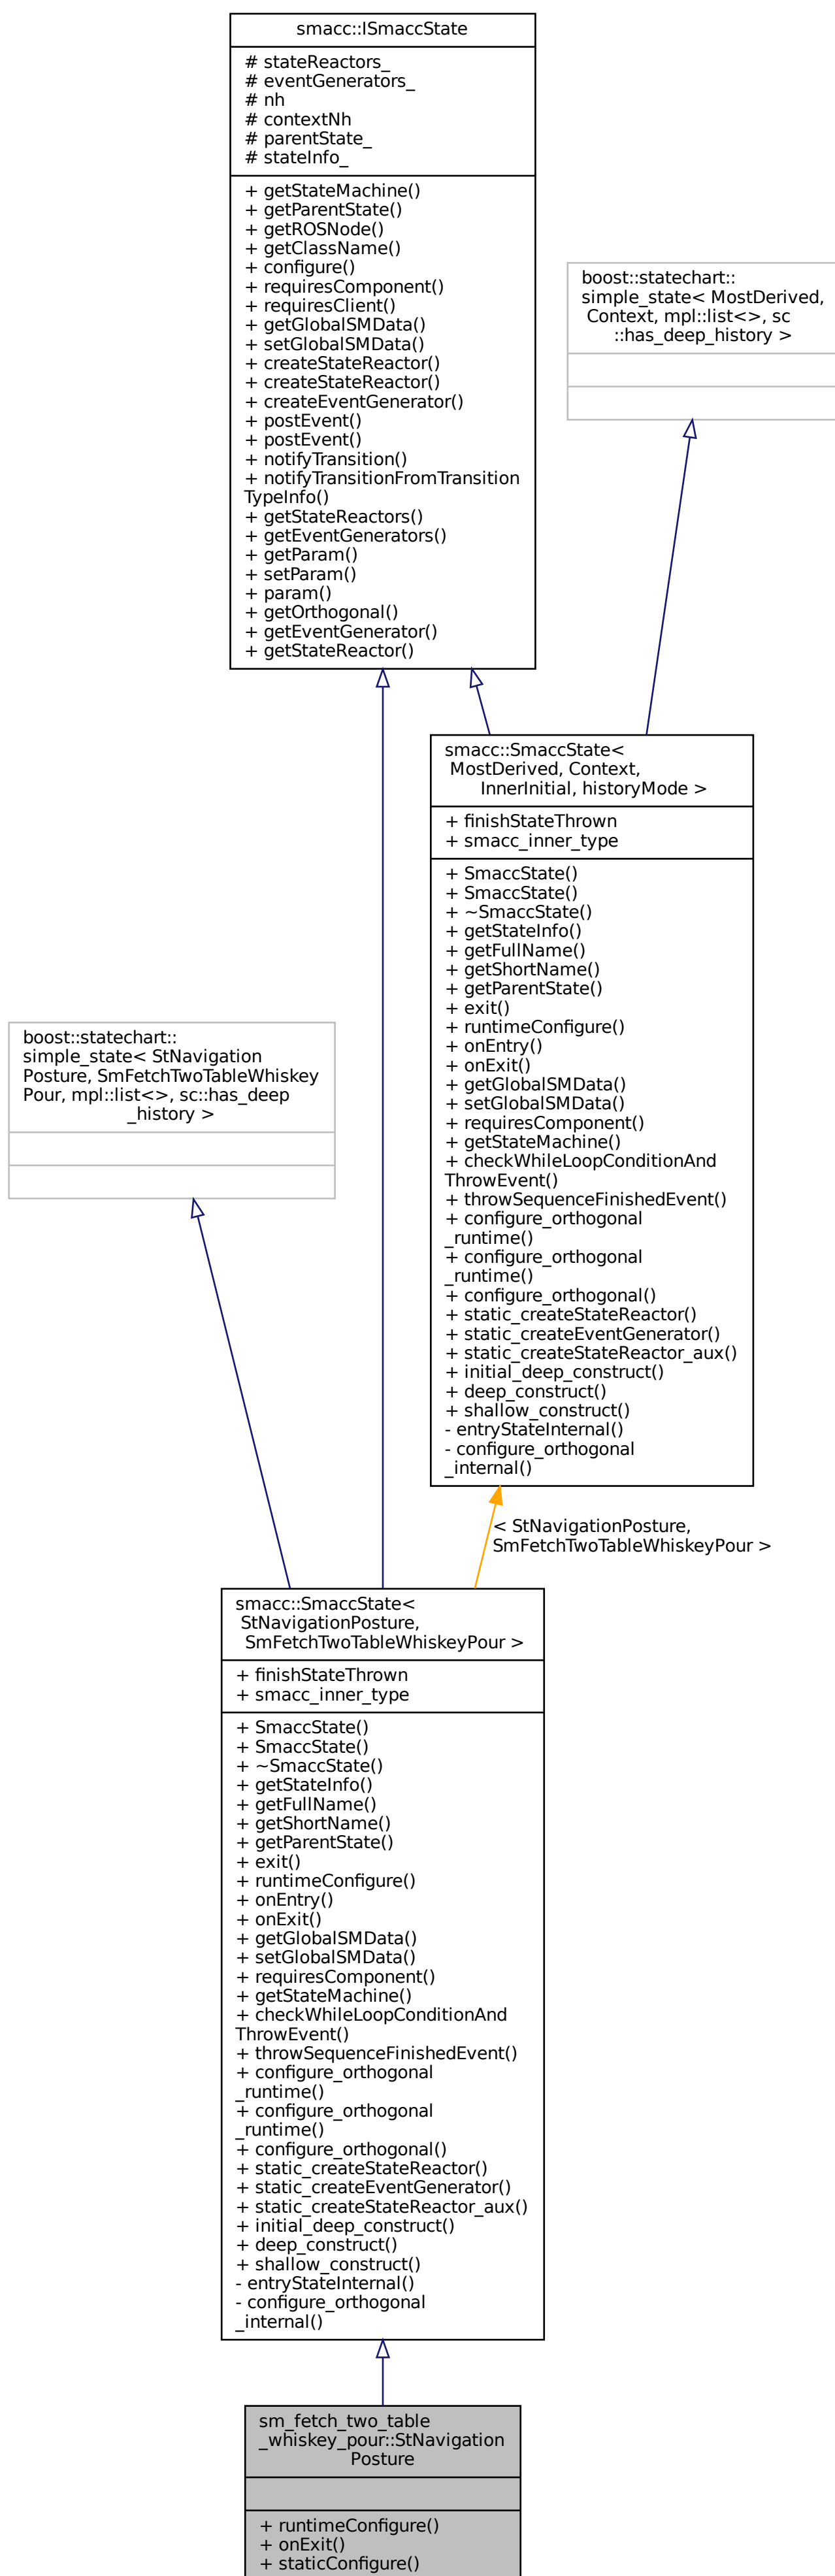 smacc::ISmaccState
# stateReactors_
# eventGenerators_
# nh
# contextNh
# parentState_
# stateInfo_
+ getStateMachine()
+ getParentState()
+ getROSNode()
+ getClassName()
+ configure()
+ requiresComponent()
+ requiresClient()
+ getGlobalSMData()
+ setGlobalSMData()
+ createStateReactor()
+ createStateReactor()
+ createEventGenerator()
+ postEvent()
+ postEvent()
+ notifyTransition()
+ notifyTransitionFromTransition
TypeInfo()
+ getStateReactors()
+ getEventGenerators()
+ getParam()
+ setParam()
+ param()
+ getOrthogonal()
+ getEventGenerator()
+ getStateReactor()
boost::statechart::
simple_state< MostDerived,
Context, mpl::list<>, sc
::has_deep_history >
smacc::SmaccState<
MostDerived, Context,
InnerInitial, historyMode >
+ finishStateThrown
+ smacc_inner_type
+ SmaccState()
+ SmaccState()
+ ~SmaccState()
+ getStateInfo()
+ getFullName()
+ getShortName()
+ getParentState()
+ exit()
+ runtimeConfigure()
+ onEntry()
+ onExit()
+ getGlobalSMData()
+ setGlobalSMData()
+ requiresComponent()
+ getStateMachine()
+ checkWhileLoopConditionAnd
ThrowEvent()
+ throwSequenceFinishedEvent()
+ configure_orthogonal
_runtime()
+ configure_orthogonal
_runtime()
+ configure_orthogonal()
+ static_createStateReactor()
+ static_createEventGenerator()
+ static_createStateReactor_aux()
+ initial_deep_construct()
+ deep_construct()
+ shallow_construct()
- entryStateInternal()
- configure_orthogonal
_internal()
boost::statechart::
simple_state< StNavigation
Posture, SmFetchTwoTableWhiskey
Pour, mpl::list<>, sc::has_deep
_history >
< StNavigationPosture,
SmFetchTwoTableWhiskeyPour >
smacc::SmaccState<
StNavigationPosture,
SmFetchTwoTableWhiskeyPour >
+ finishStateThrown
+ smacc_inner_type
+ SmaccState()
+ SmaccState()
+ ~SmaccState()
+ getStateInfo()
+ getFullName()
+ getShortName()
+ getParentState()
+ exit()
+ runtimeConfigure()
+ onEntry()
+ onExit()
+ getGlobalSMData()
+ setGlobalSMData()
+ requiresComponent()
+ getStateMachine()
+ checkWhileLoopConditionAnd
ThrowEvent()
+ throwSequenceFinishedEvent()
+ configure_orthogonal
_runtime()
+ configure_orthogonal
_runtime()
+ configure_orthogonal()
+ static_createStateReactor()
+ static_createEventGenerator()
+ static_createStateReactor_aux()
+ initial_deep_construct()
+ deep_construct()
+ shallow_construct()
- entryStateInternal()
- configure_orthogonal
_internal()
sm_fetch_two_table
_whiskey_pour::StNavigation
Posture
+ runtimeConfigure()
+ onExit()
+ staticConfigure()